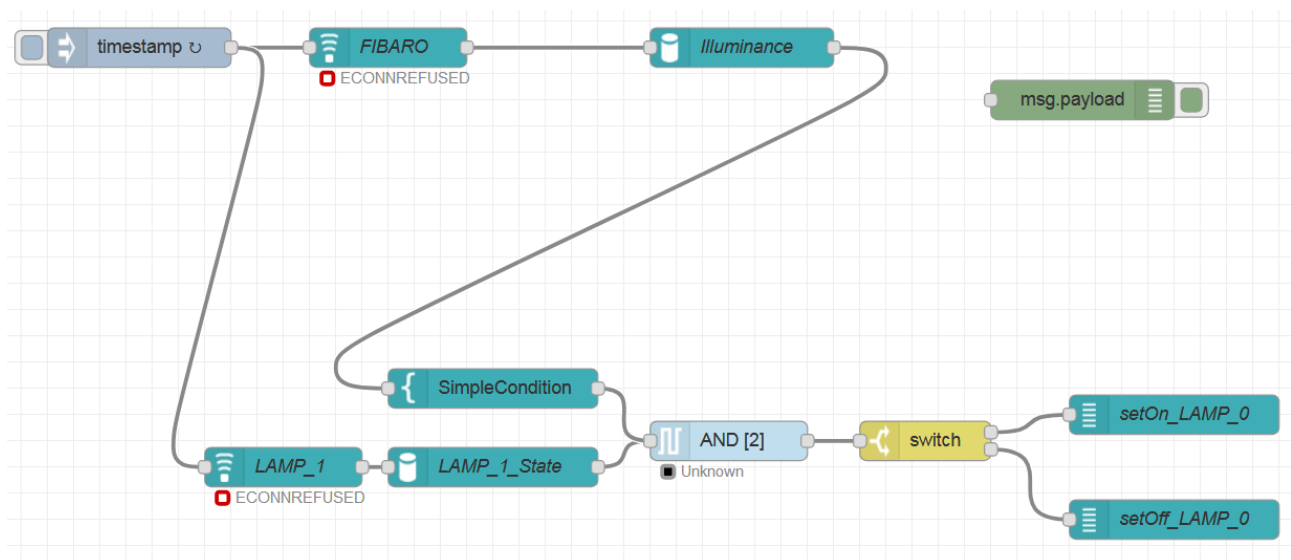 timestamp ↻
FIBARO
Illuminance
ECONNREFUSED
msg.payload
SimpleCondition
setOn_LAMP_0
AND [2]
switch
LAMP_1
LAMP_1_State
Unknown
ECONNREFUSED
setOff_LAMP_0